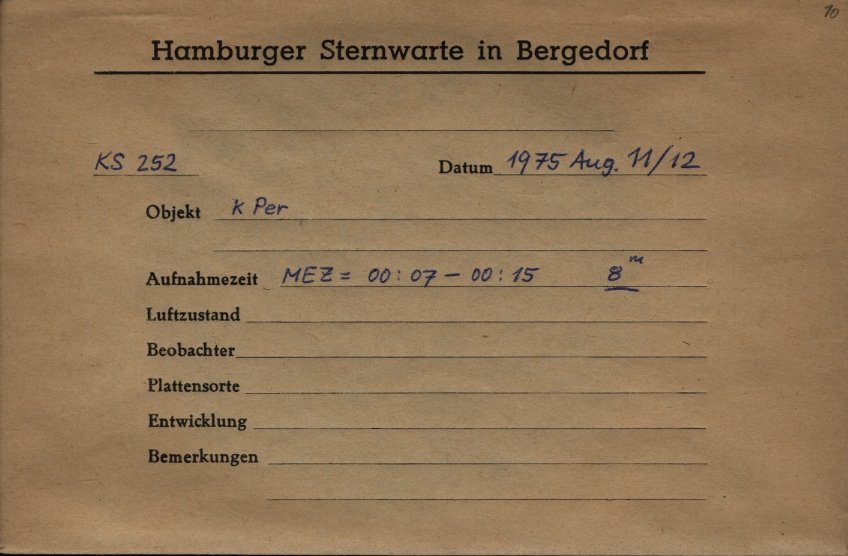 10
Hamburger Sternwarte in Bergedorf
KS 252 Datum 1975 Aug. 11/12
Objekt κ Per
Aufnahmezeit MEZ = 00:07 – 00:15 8ᵐ
Luftzustand
Beobachter
Plattensorte
Entwicklung
Bemerkungen